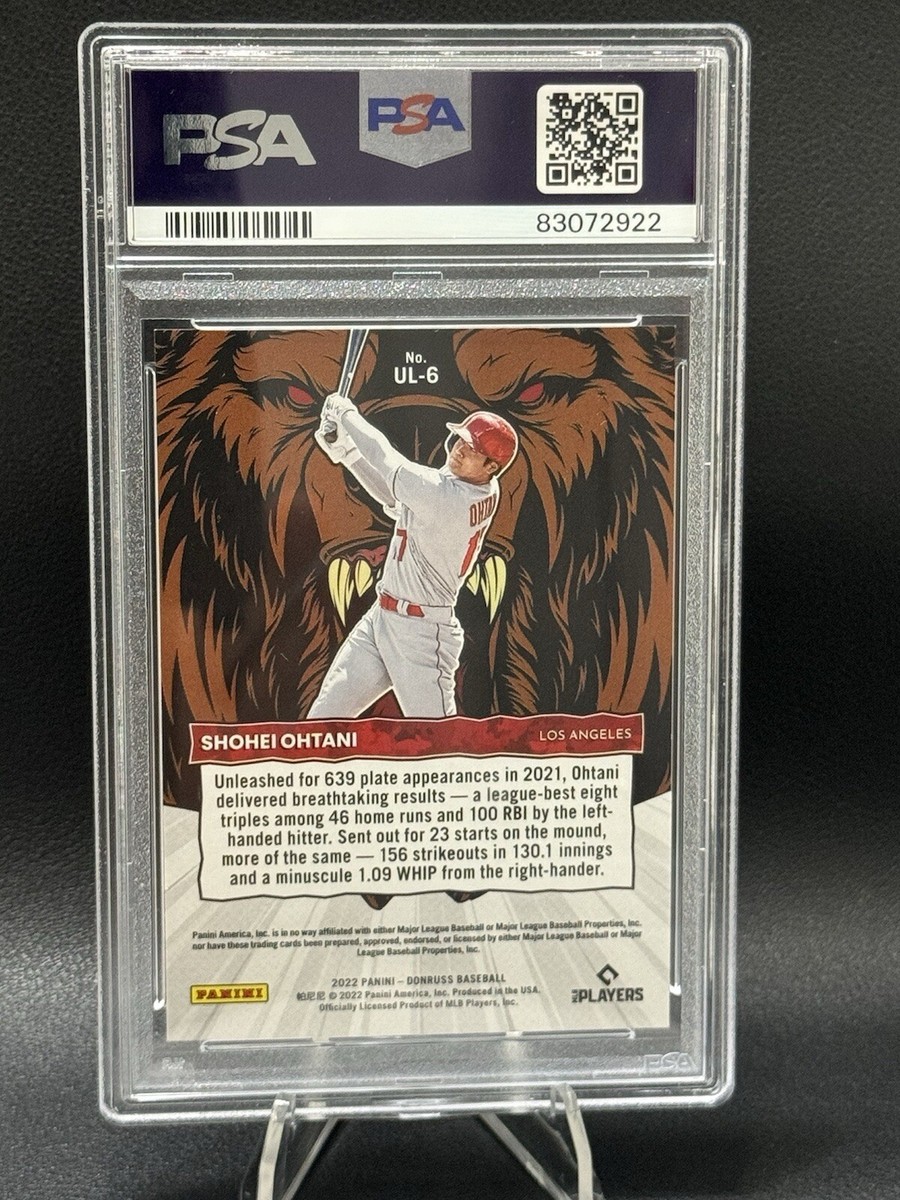 PSA
PSA
83072922
No.
UL-6
OHTANI
17
17
SHOHEI OHTANI
LOS ANGELES
Unleashed for 639 plate appearances in 2021, Ohtani
delivered breathtaking results — a league-best eight
triples among 46 home runs and 100 RBI by the left-
handed hitter. Sent out for 23 starts on the mound,
more of the same — 156 strikeouts in 130.1 innings
and a minuscule 1.09 WHIP from the right-hander.
Panini America, Inc. is in no way affiliated with either Major League Baseball or Major League Baseball Properties, Inc.
nor have these trading cards been prepared, approved, endorsed, or licensed by either Major League Baseball or Major
League Baseball Properties, Inc.
PANINI
2022 PANINI – DONRUSS BASEBALL
帕尼尼 © 2022 Panini America, Inc. Produced in the USA.
Officially Licensed Product of MLB Players, Inc.
MLB PLAYERS
PSA